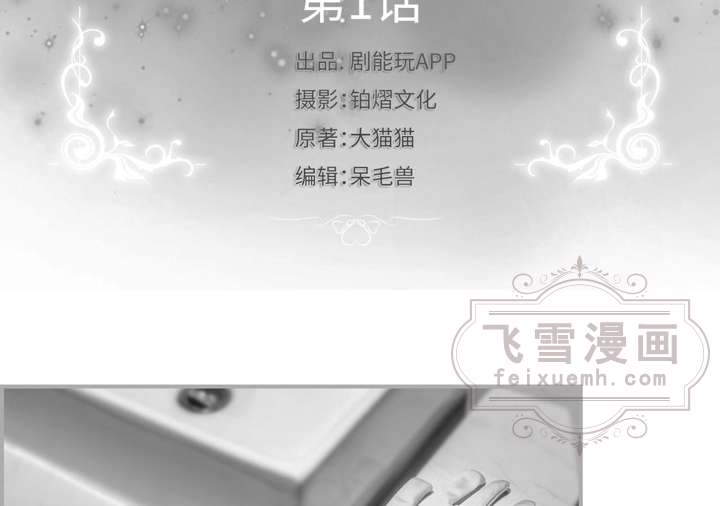 第1话
出品: 剧能玩APP
摄影: 铂熠文化
原著: 大猫猫
编辑: 呆毛兽
飞雪漫画
feixuemh.com